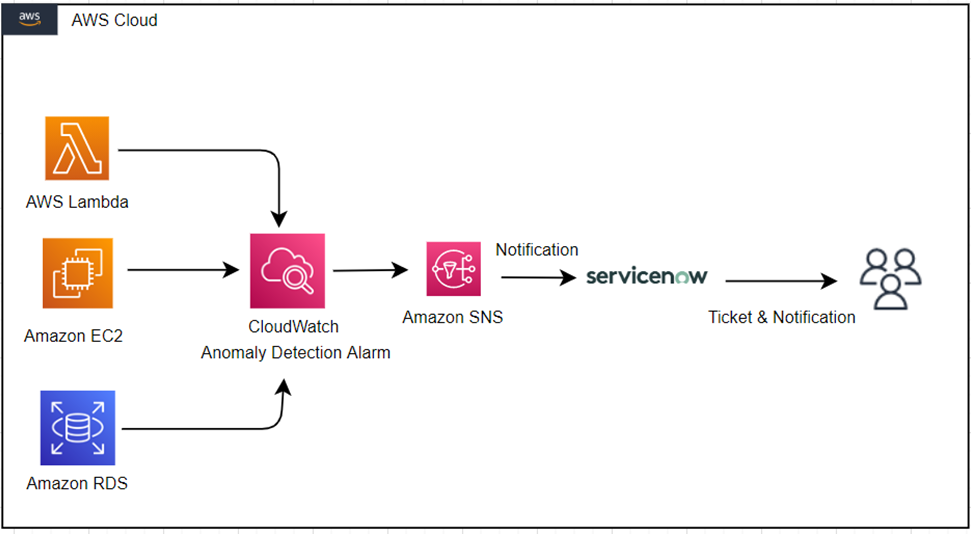 aws
AWS Cloud
AWS Lambda
Amazon EC2
CloudWatch
Anomaly Detection Alarm
Amazon RDS
Amazon SNS
Notification
servicenow
Ticket & Notification